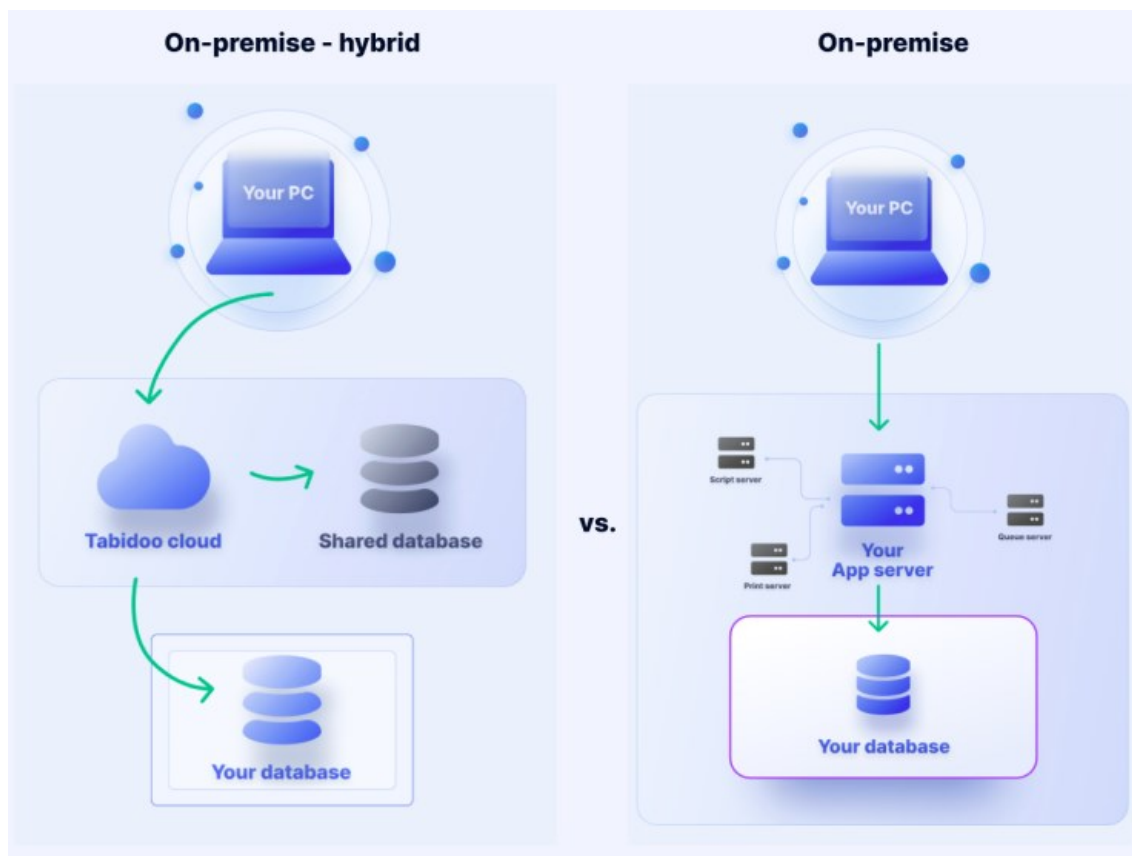 On-premise - hybrid
Your PC
Tabidoo cloud
Shared database
Your database
vs.
On-premise
Your PC
Script server
Your
App server
Queue server
Print server
Your database